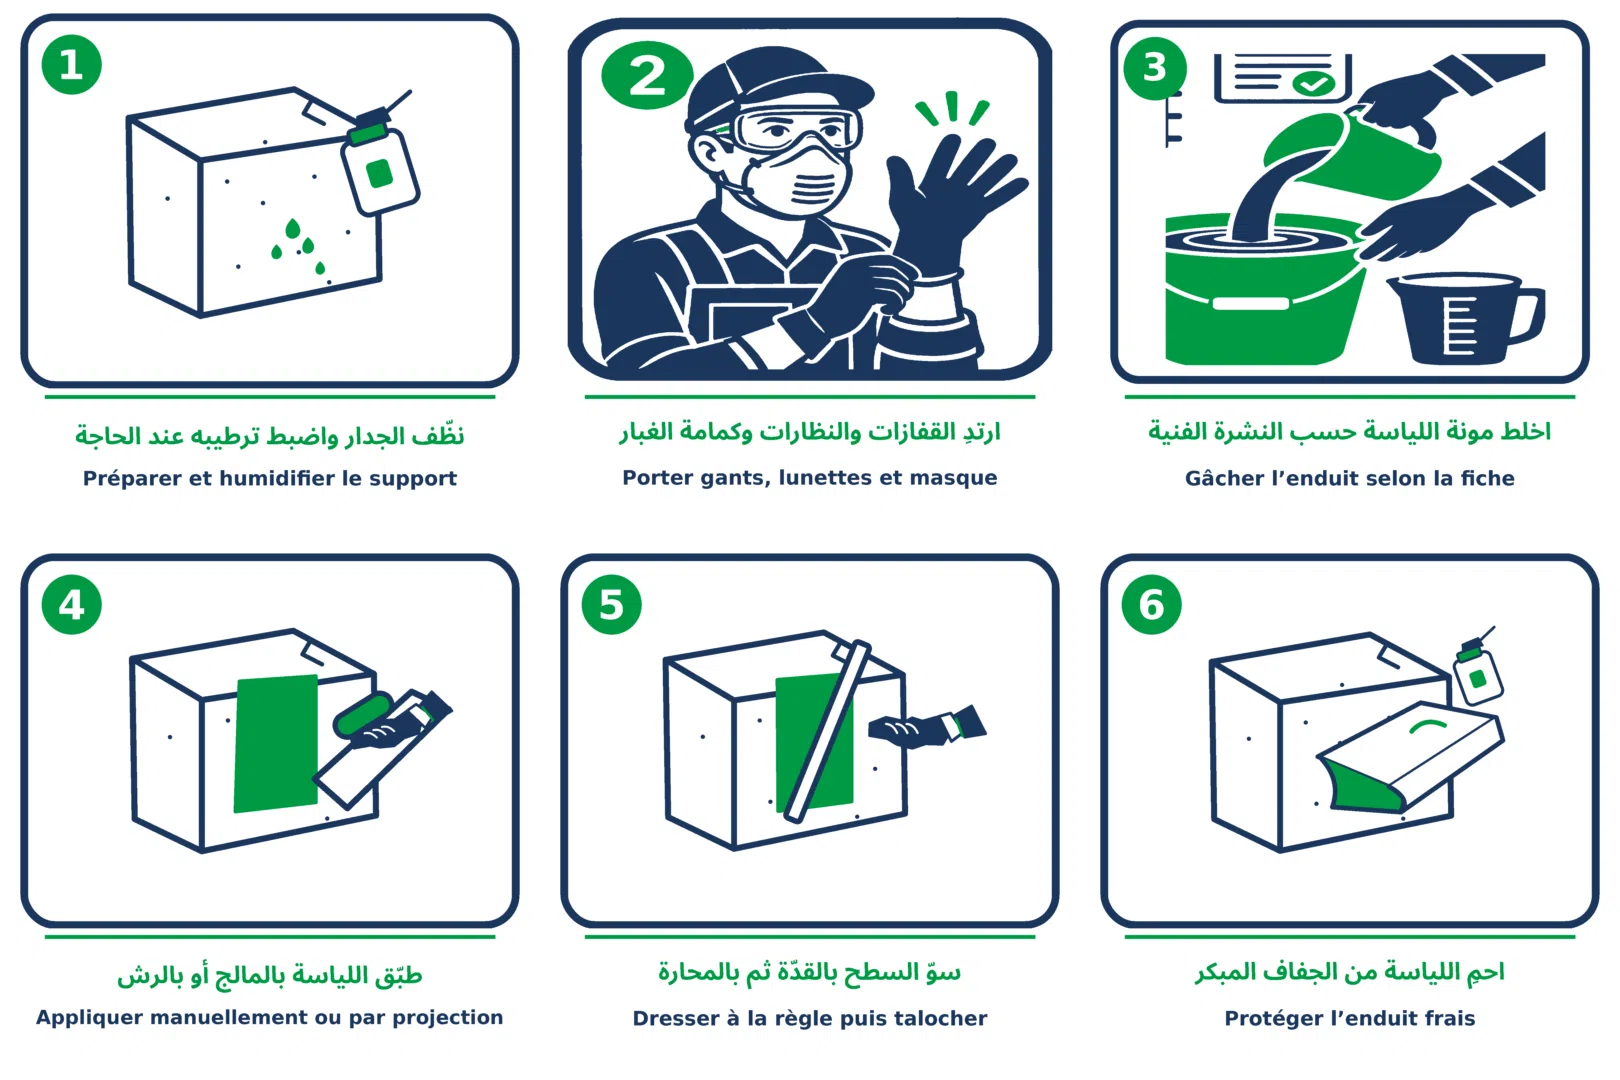 1
نظّف الجدار واضبط ترطيبه عند الحاجة
Préparer et humidifier le support
2
ارتدِ القفازات والنظارات وكمامة الغبار
Porter gants, lunettes et masque
3
اخلط مونة اللياسة حسب النشرة الفنية
Gâcher l’enduit selon la fiche
4
طبّق اللياسة بالمالج أو بالرش
Appliquer manuellement ou par projection
5
سوّ السطح بالقدّة ثم بالمحارة
Dresser à la règle puis talocher
6
احمِ اللياسة من الجفاف المبكر
Protéger l’enduit frais